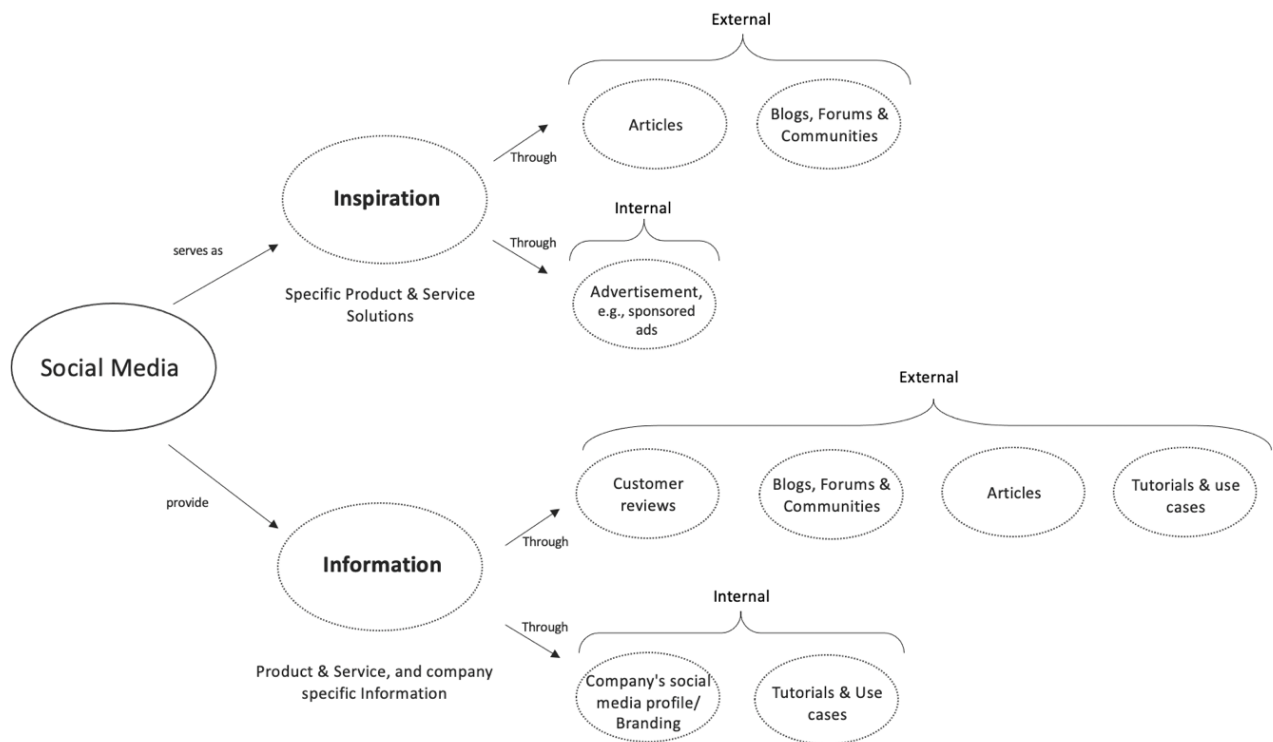 External
Articles
Blogs, Forums &
Communities
Through
Inspiration
Internal
Through
serves as
Advertisement,
e.g., sponsored
ads
Specific Product & Service
Solutions
Social Media
External
Customer
reviews
Blogs, Forums &
Communities
Articles
Tutorials & use
cases
provide
Through
Information
Internal
Through
Company's social
media profile/
Branding
Tutorials & Use
cases
Product & Service, and company
specific Information